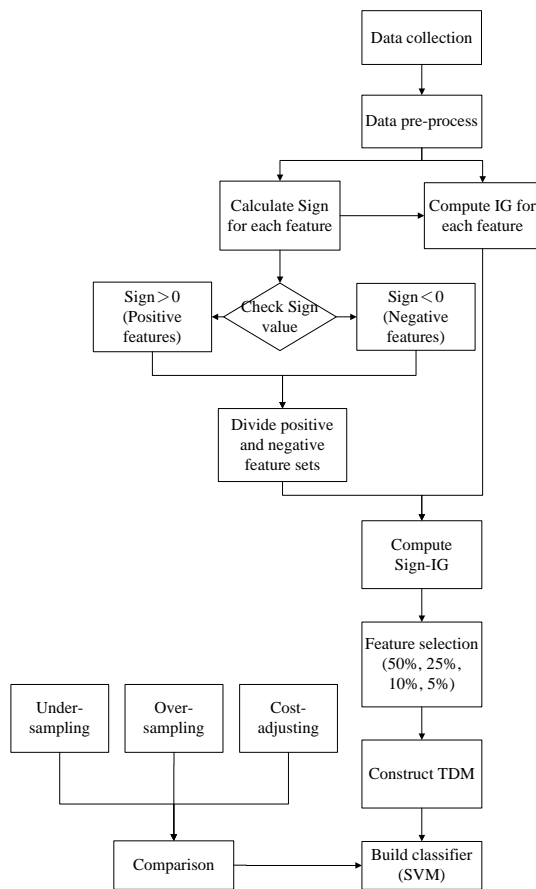 Data collection
Data pre-process
Calculate Sign
for each feature
Compute IG for
each feature
Sign＞0
(Positive
features)
Check Sign
value
Sign＜0
(Negative
features)
Divide positive
and negative
feature sets
Compute
Sign-IG
Feature selection
(50%, 25%,
10%, 5%)
Under-
sampling
Over-
sampling
Cost-
adjusting
Construct TDM
Comparison
Build classifier
(SVM)